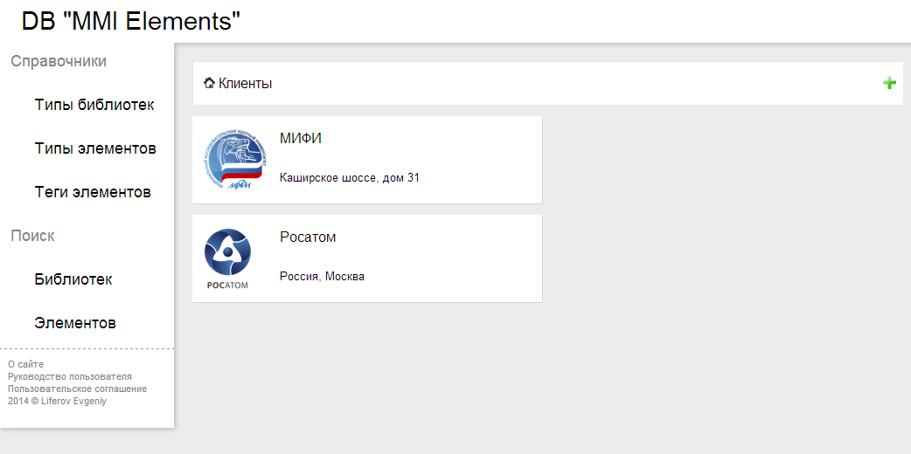 DB "MMI Elements"
Справочники
Типы библиотек
Типы элементов
Теги элементов
Поиск
Библиотек
Элементов
О сайте
Руководство пользователя
Пользовательское соглашение
2014 © Liferov Evgeniy
Клиенты
МИФИ
Каширское шоссе, дом 31
МИФИ
Росатом
Россия, Москва
РОСАТОМ